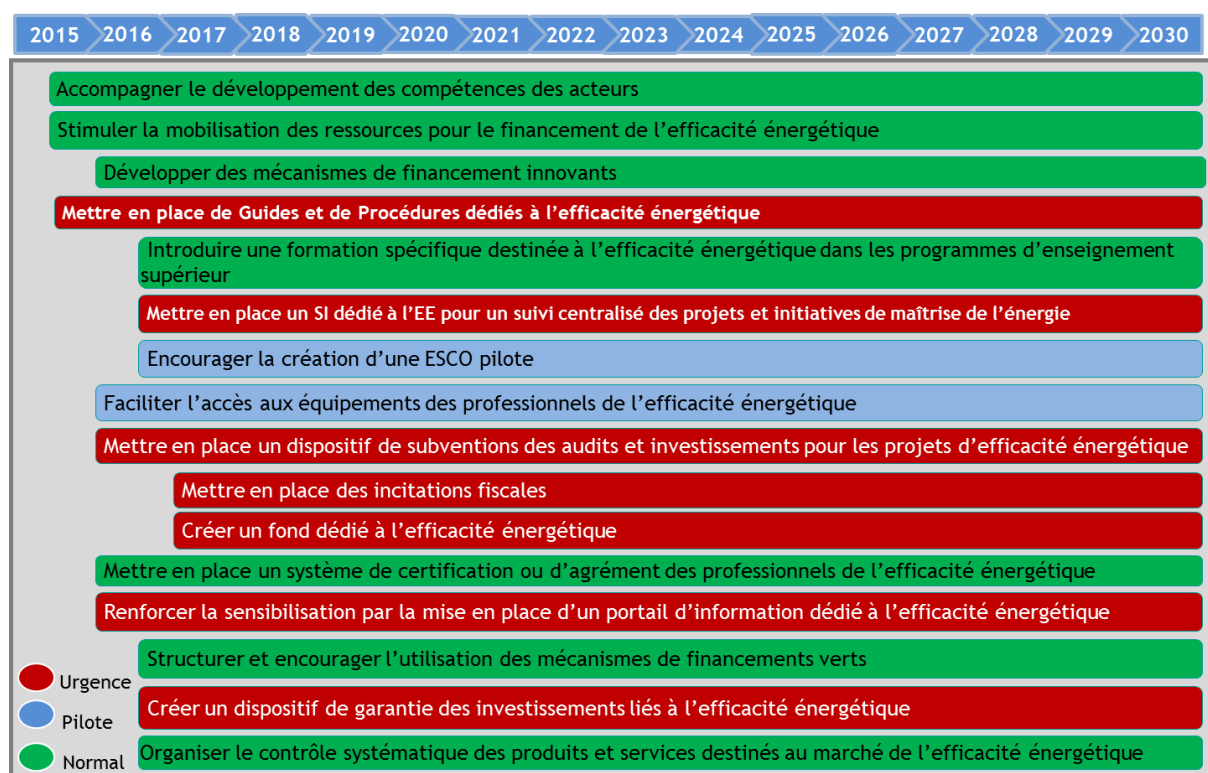 2015 2016 2017 2018 2019 2020 2021 2022 2023 2024 2025 2026 2027 2028 2029 2030
Accompagner le développement des compétences des acteurs
Stimuler la mobilisation des ressources pour le financement de l’efficacité énergétique
Développer des mécanismes de financement innovants
Mettre en place de Guides et de Procédures dédiés à l’efficacité énergétique
Introduire une formation spécifique destinée à l’efficacité énergétique dans les programmes d’enseignement
supérieur
Mettre en place un SI dédié à l’EE pour un suivi centralisé des projets et initiatives de maîtrise de l’énergie
Encourager la création d’une ESCO pilote
Faciliter l’accès aux équipements des professionnels de l’efficacité énergétique
Mettre en place un dispositif de subventions des audits et investissements pour les projets d’efficacité énergétique
Mettre en place des incitations fiscales
Créer un fond dédié à l’efficacité énergétique
Mettre en place un système de certification ou d’agrément des professionnels de l’efficacité énergétique
Renforcer la sensibilisation par la mise en place d’un portail d’information dédié à l’efficacité énergétique
Structurer et encourager l’utilisation des mécanismes de financements verts
Créer un dispositif de garantie des investissements liés à l’efficacité énergétique
Organiser le contrôle systématique des produits et services destinés au marché de l’efficacité énergétique
Urgence
Pilote
Normal